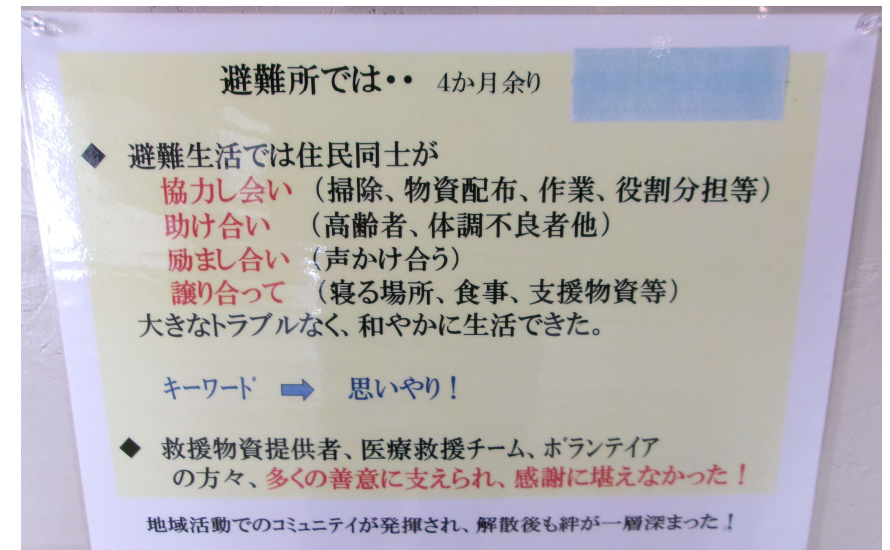 避難所では・・ 4か月余り
◆ 避難生活では住民同士が
協力し会い (掃除、物資配布、作業、役割分担等)
助け合い (高齢者、体調不良者他)
励まし合い (声かけ合う)
譲り合って (寝る場所、食事、支援物資等)
大きなトラブルなく、和やかに生活できた。
キーワード ➡ 思いやり!
◆ 救援物資提供者、医療救援チーム、ボランテイア
の方々、多くの善意に支えられ、感謝に堪えなかった!
地域活動でのコミュニテイが発揮され、解散後も絆が一層深まった!